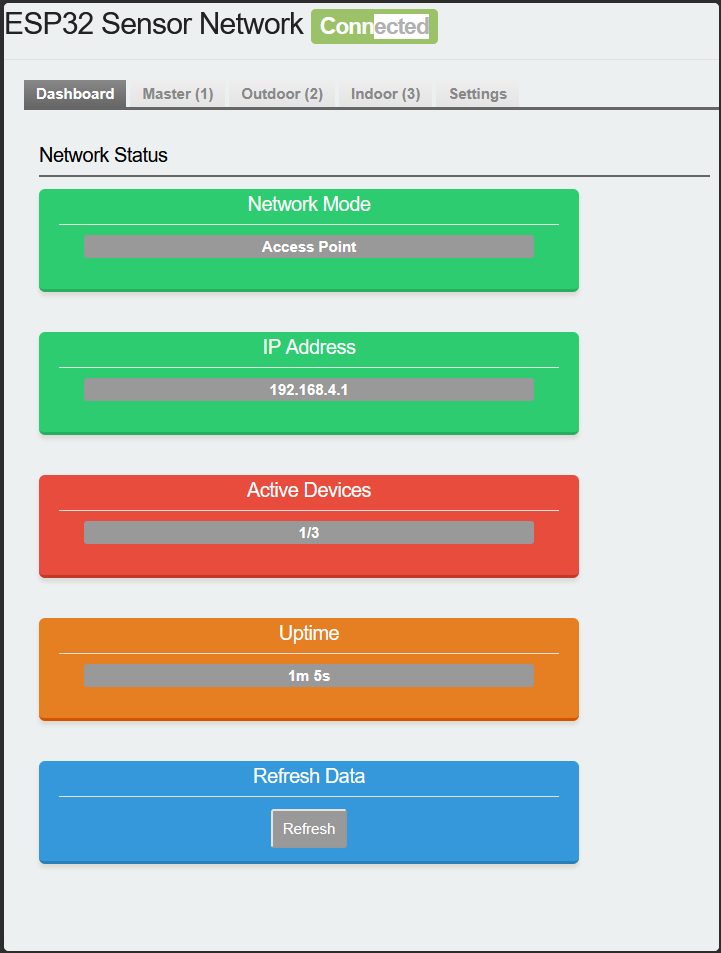 ESP32 Sensor Network Connected
Dashboard Master (1) Outdoor (2) Indoor (3) Settings
Network Status
Network Mode
Access Point
IP Address
192.168.4.1
Active Devices
1/3
Uptime
1m 5s
Refresh Data
Refresh